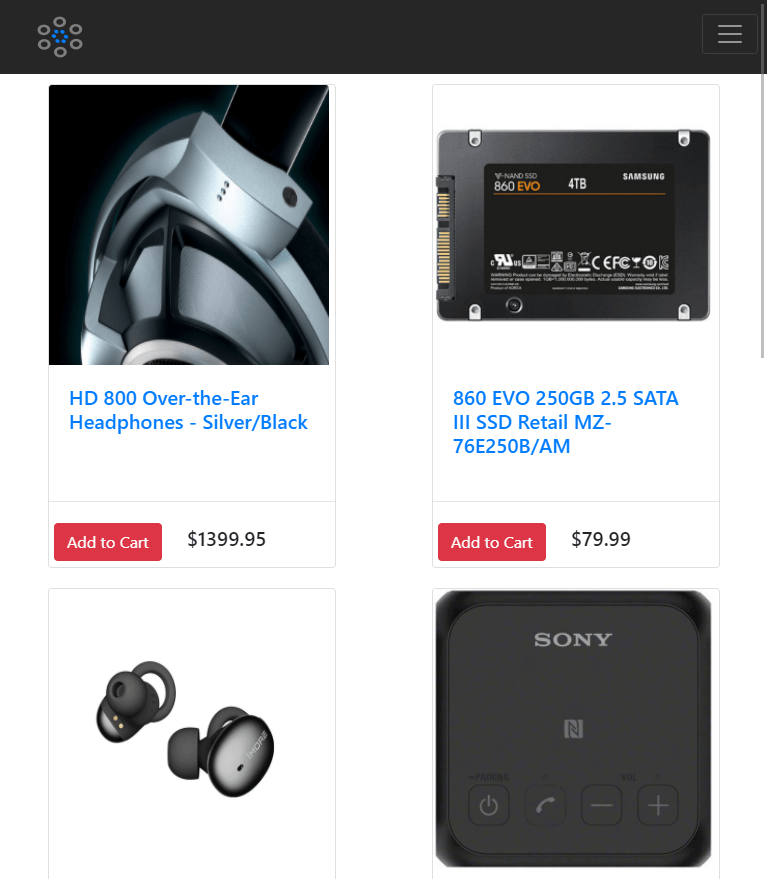 V-NAND SSD
860 EVO
4TB
SAMSUNG
HD 800 Over-the-Ear
Headphones - Silver/Black
860 EVO 250GB 2.5 SATA
III SSD Retail MZ-
76E250B/AM
Add to Cart
$1399.95
Add to Cart
$79.99
1MORE
SONY
PAIRING
VOL